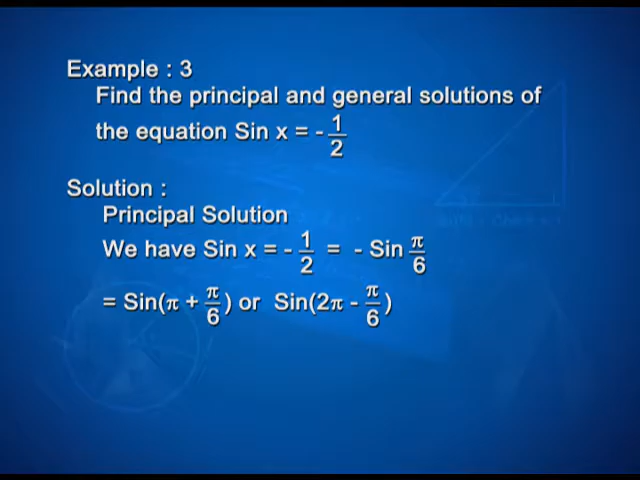 Example : 3
Find the principal and general solutions of
the equation Sin x = - 1/2
Solution :
Principal Solution
We have Sin x = - 1/2 = - Sin π/6
= Sin(π + π/6) or Sin(2π - π/6)